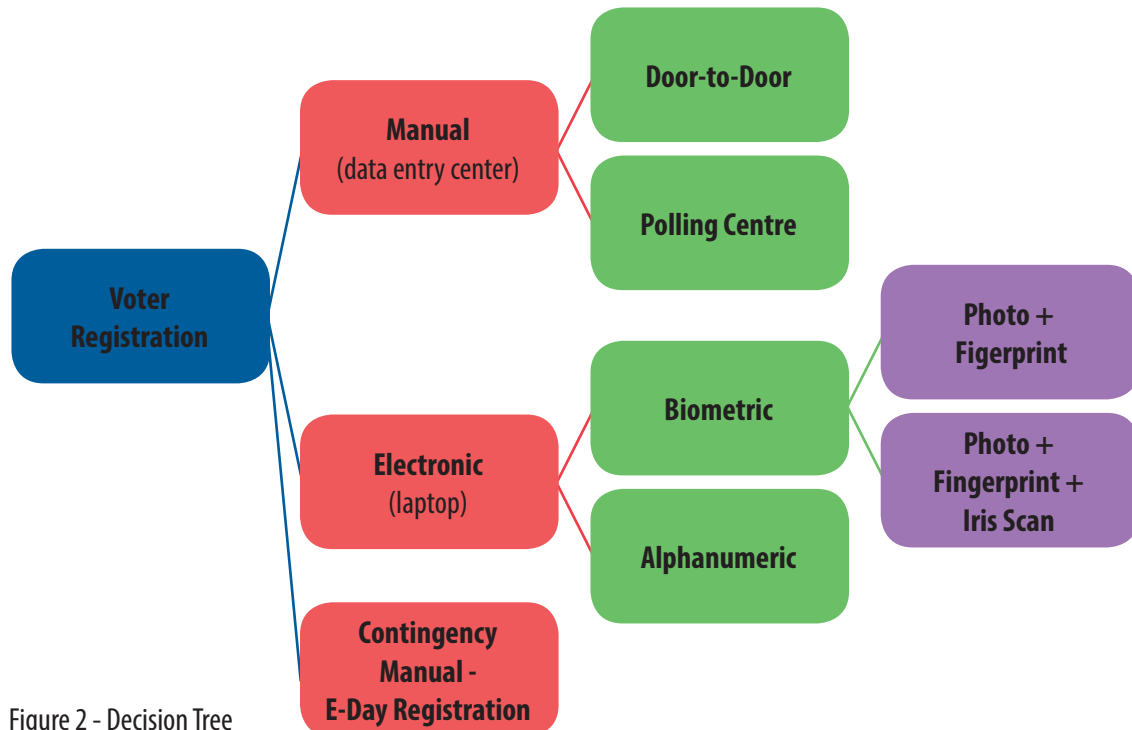 Voter
Registration
Manual
(data entry center)
Door-to-Door
Polling Centre
Electronic
(laptop)
Biometric
Photo +
Figerprint
Photo +
Fingerprint +
Iris Scan
Alphanumeric
Contingency
Manual -
E-Day Registration
Figure 2 - Decision Tree